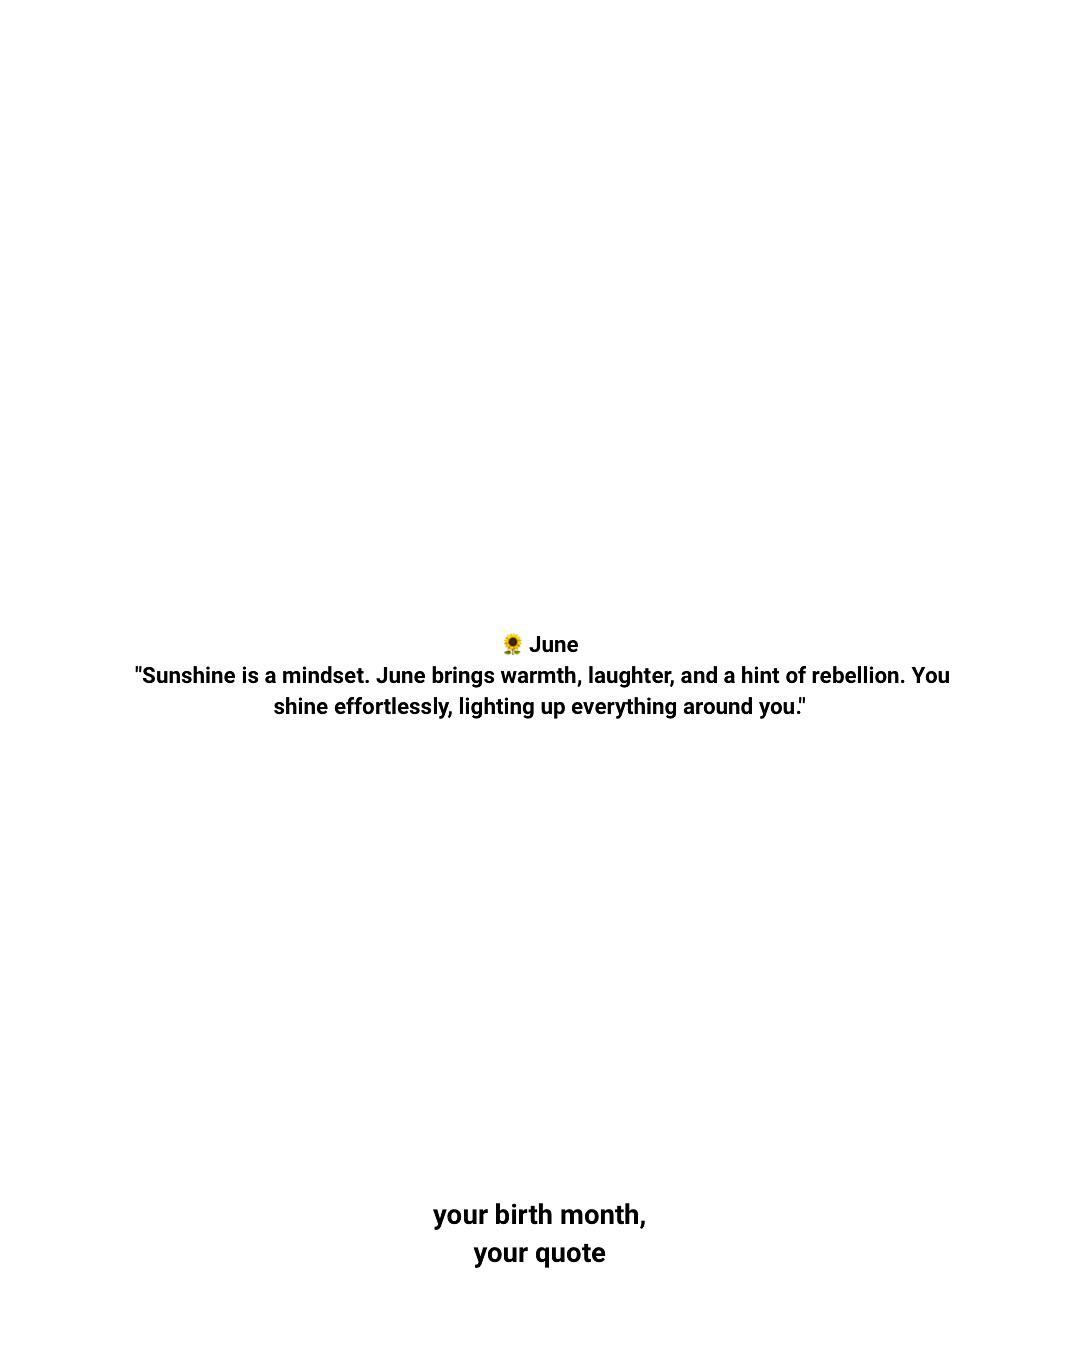 🌻 June
"Sunshine is a mindset. June brings warmth, laughter, and a hint of rebellion. You
shine effortlessly, lighting up everything around you."
your birth month,
your quote